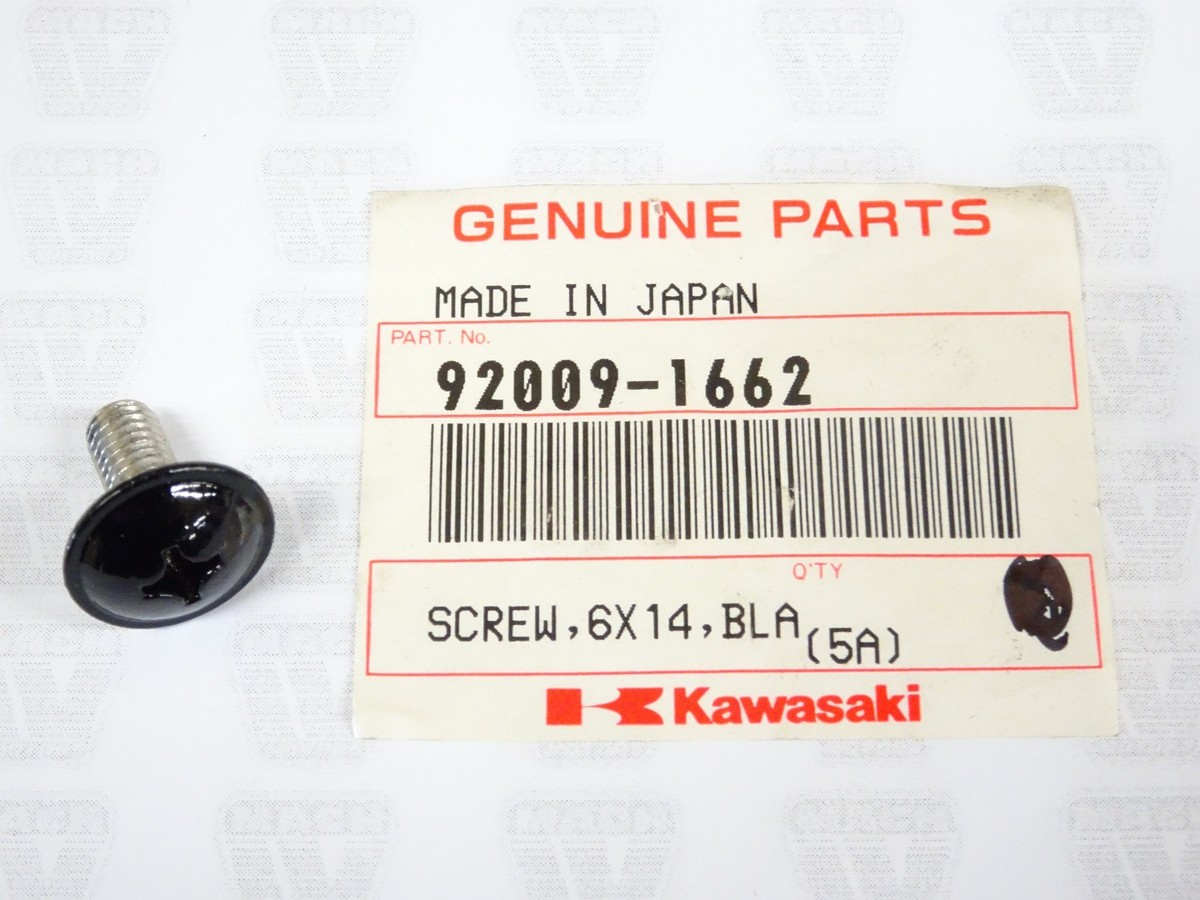 GENUINE PARTS
MADE IN JAPAN
PART. No.
92009-1662
Q'TY
SCREW,6X14,BLA
(5A)
Kawasaki